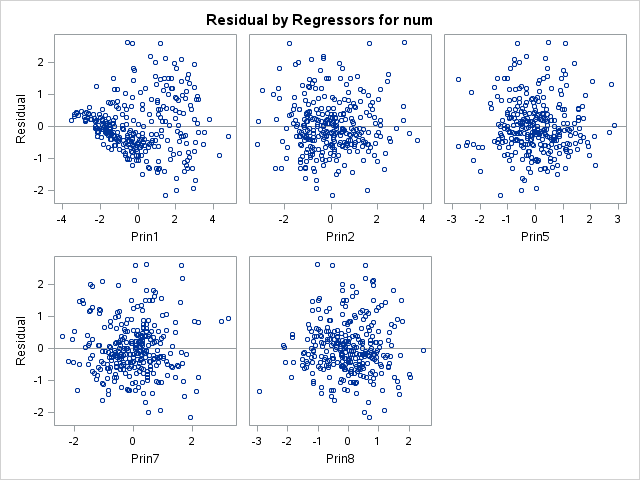 Residual by Regressors for num
Residual
2
1
0
-1
-2
-4 -2 0 2 4
Prin1
-2 0 2 4
Prin2
-3 -2 -1 0 1 2 3
Prin5
Residual
2
1
0
-1
-2
-2 0 2
Prin7
-3 -2 -1 0 1 2
Prin8